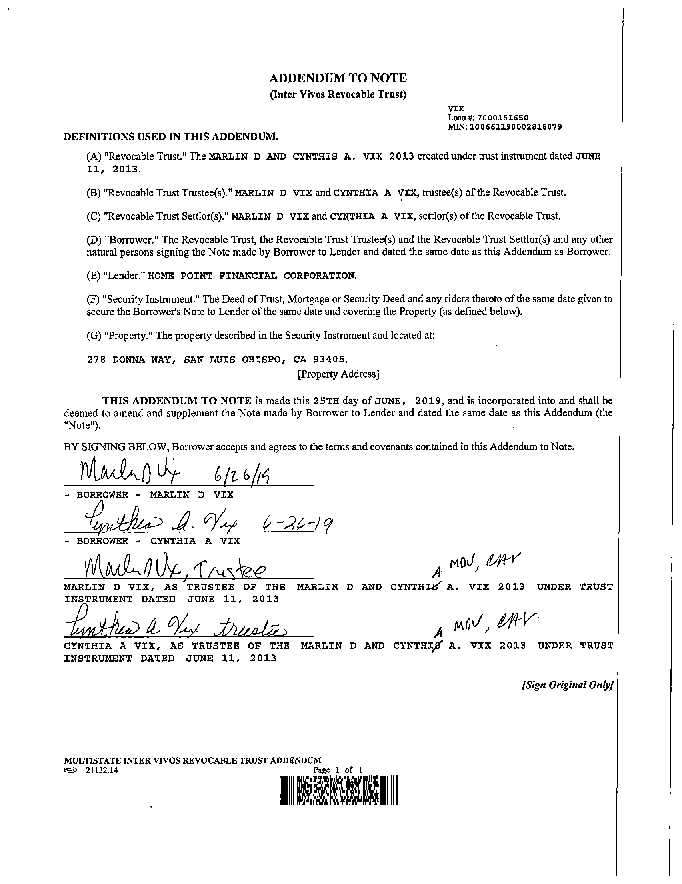 ADDENDUM TO NOTE
(Inter Vivos Revocable Trust)
VIX
Loan #: 7000151650
MIN: 100661190002816079
DEFINITIONS USED IN THIS ADDENDUM.
(A) "Revocable Trust." The MARLIN D AND CYNTHIS A. VIX 2013 created under trust instrument dated JUNE
11, 2013.
(B) "Revocable Trust Trustee(s)." MARLIN D VIX and CYNTHIA A VIX, trustee(s) of the Revocable Trust.
(C) "Revocable Trust Settlor(s)." MARLIN D VIX and CYNTHIA A VIX, settlor(s) of the Revocable Trust.
(D) "Borrower." The Revocable Trust, the Revocable Trust Trustee(s) and the Revocable Trust Settlor(s) and any other
natural persons signing the Note made by Borrower to Lender and dated the same date as this Addendum as Borrower.
(E) "Lender." HOME POINT FINANCIAL CORPORATION.
(F) "Security Instrument." The Deed of Trust, Mortgage or Security Deed and any riders thereto of the same date given to
secure the Borrower's Note to Lender of the same date and covering the Property (as defined below).
(G) "Property." The property described in the Security Instrument and located at:
278 DONNA WAY, SAN LUIS OBISPO, CA 93405.
[Property Address]
THIS ADDENDUM TO NOTE is made this 25TH day of JUNE, 2019, and is incorporated into and shall be
deemed to amend and supplement the Note made by Borrower to Lender and dated the same date as this Addendum (the
"Note").
BY SIGNING BELOW, Borrower accepts and agrees to the terms and covenants contained in this Addendum to Note.
Marlin D Vix 6/26/19
- BORROWER - MARLIN D VIX
Cynthia A. Vix 6-26-19
- BORROWER - CYNTHIA A VIX
Marlin D Vix, Trustee A MDV, CAV
MARLIN D VIX, AS TRUSTEE OF THE MARLIN D AND CYNTHIS A. VIX 2013 UNDER TRUST
INSTRUMENT DATED JUNE 11, 2013
Cynthia A Vix trustee A MDV, CAV
CYNTHIA A VIX, AS TRUSTEE OF THE MARLIN D AND CYNTHIS A. VIX 2013 UNDER TRUST
INSTRUMENT DATED JUNE 11, 2013
[Sign Original Only]
MULTISTATE INTER VIVOS REVOCABLE TRUST ADDENDUM
21132.14 Page 1 of 1